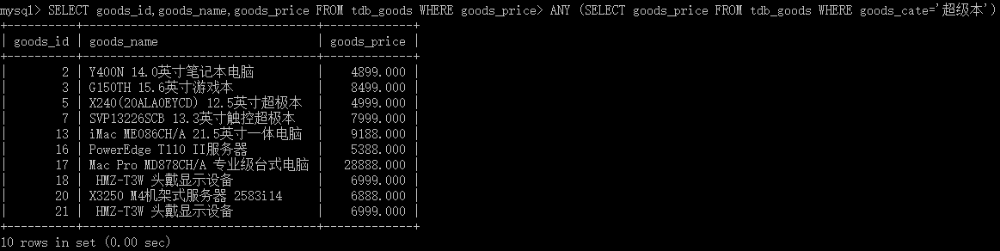 mysql> SELECT goods_id,goods_name,goods_price FROM tdb_goods WHERE goods_price> ANY (SELECT goods_price FROM tdb_goods WHERE goods_cate='超级本')
+----------+----------------------------------+-------------+
| goods_id | goods_name | goods_price |
+----------+----------------------------------+-------------+
| 2 | Y400N 14.0英寸笔记本电脑 | 4899.000 |
| 3 | G150TH 15.6英寸游戏本 | 8499.000 |
| 5 | X240(20ALA0EYCD) 12.5英寸超极本 | 4999.000 |
| 7 | SVP13226SCB 13.3英寸触控超极本 | 7999.000 |
| 13 | iMac ME086CH/A 21.5英寸一体电脑 | 9188.000 |
| 16 | PowerEdge T110 II服务器 | 5388.000 |
| 17 | Mac Pro MD878CH/A 专业级台式电脑 | 28888.000 |
| 18 | HMZ-T3W 头戴显示设备 | 6999.000 |
| 20 | X3250 M4机架式服务器 2583i14 | 6888.000 |
| 21 | HMZ-T3W 头戴显示设备 | 6999.000 |
+----------+----------------------------------+-------------+
10 rows in set (0.00 sec)